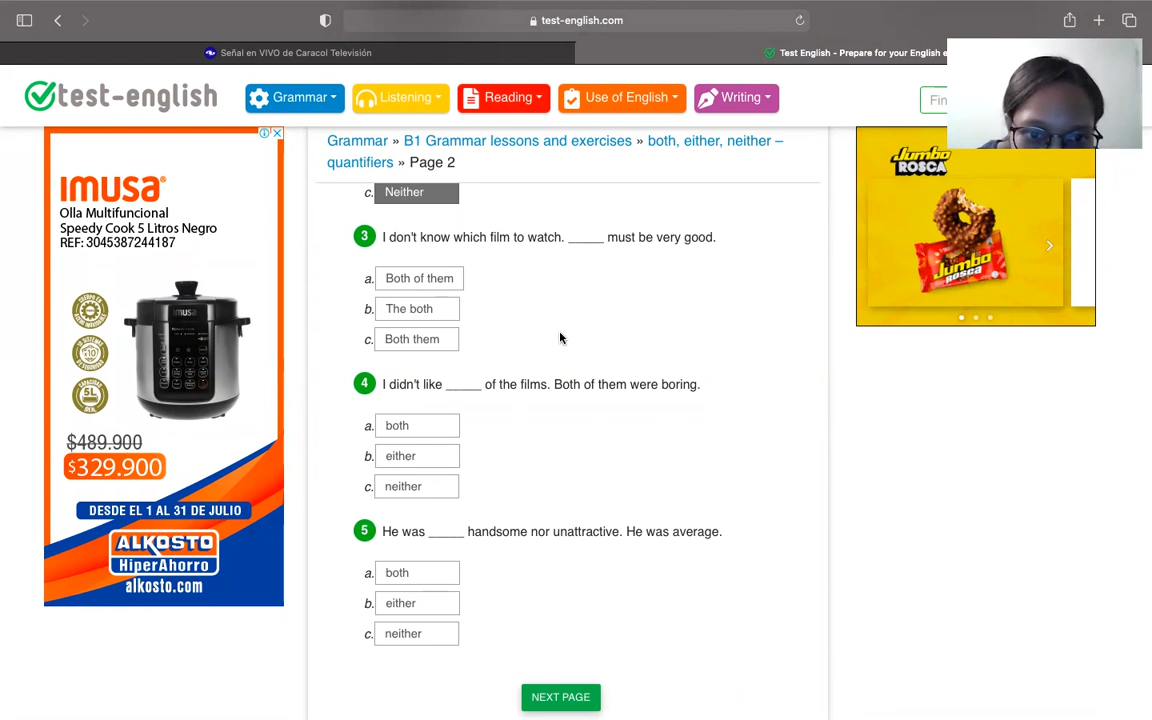 test-english.com
Señal en VIVO de Caracol Televisión
Test English - Prepare for your English e
test-english
Grammar
Listening
Reading
Use of English
Writing
Fin
Grammar » B1 Grammar lessons and exercises » both, either, neither –
quantifiers » Page 2
c. Neither
3 I don't know which film to watch. _____ must be very good.
a. Both of them
b. The both
c. Both them
4 I didn't like _____ of the films. Both of them were boring.
a. both
b. either
c. neither
5 He was _____ handsome nor unattractive. He was average.
a. both
b. either
c. neither
NEXT PAGE
IMUSA
Olla Multifuncional
Speedy Cook 5 Litros Negro
REF: 3045387244187
imusa
5L
$489.900
$329.900
DESDE EL 1 AL 31 DE JULIO
ALKOSTO
HiperAhorro
alkosto.com
Jumbo
ROSCA
Jumbo
ROSCA